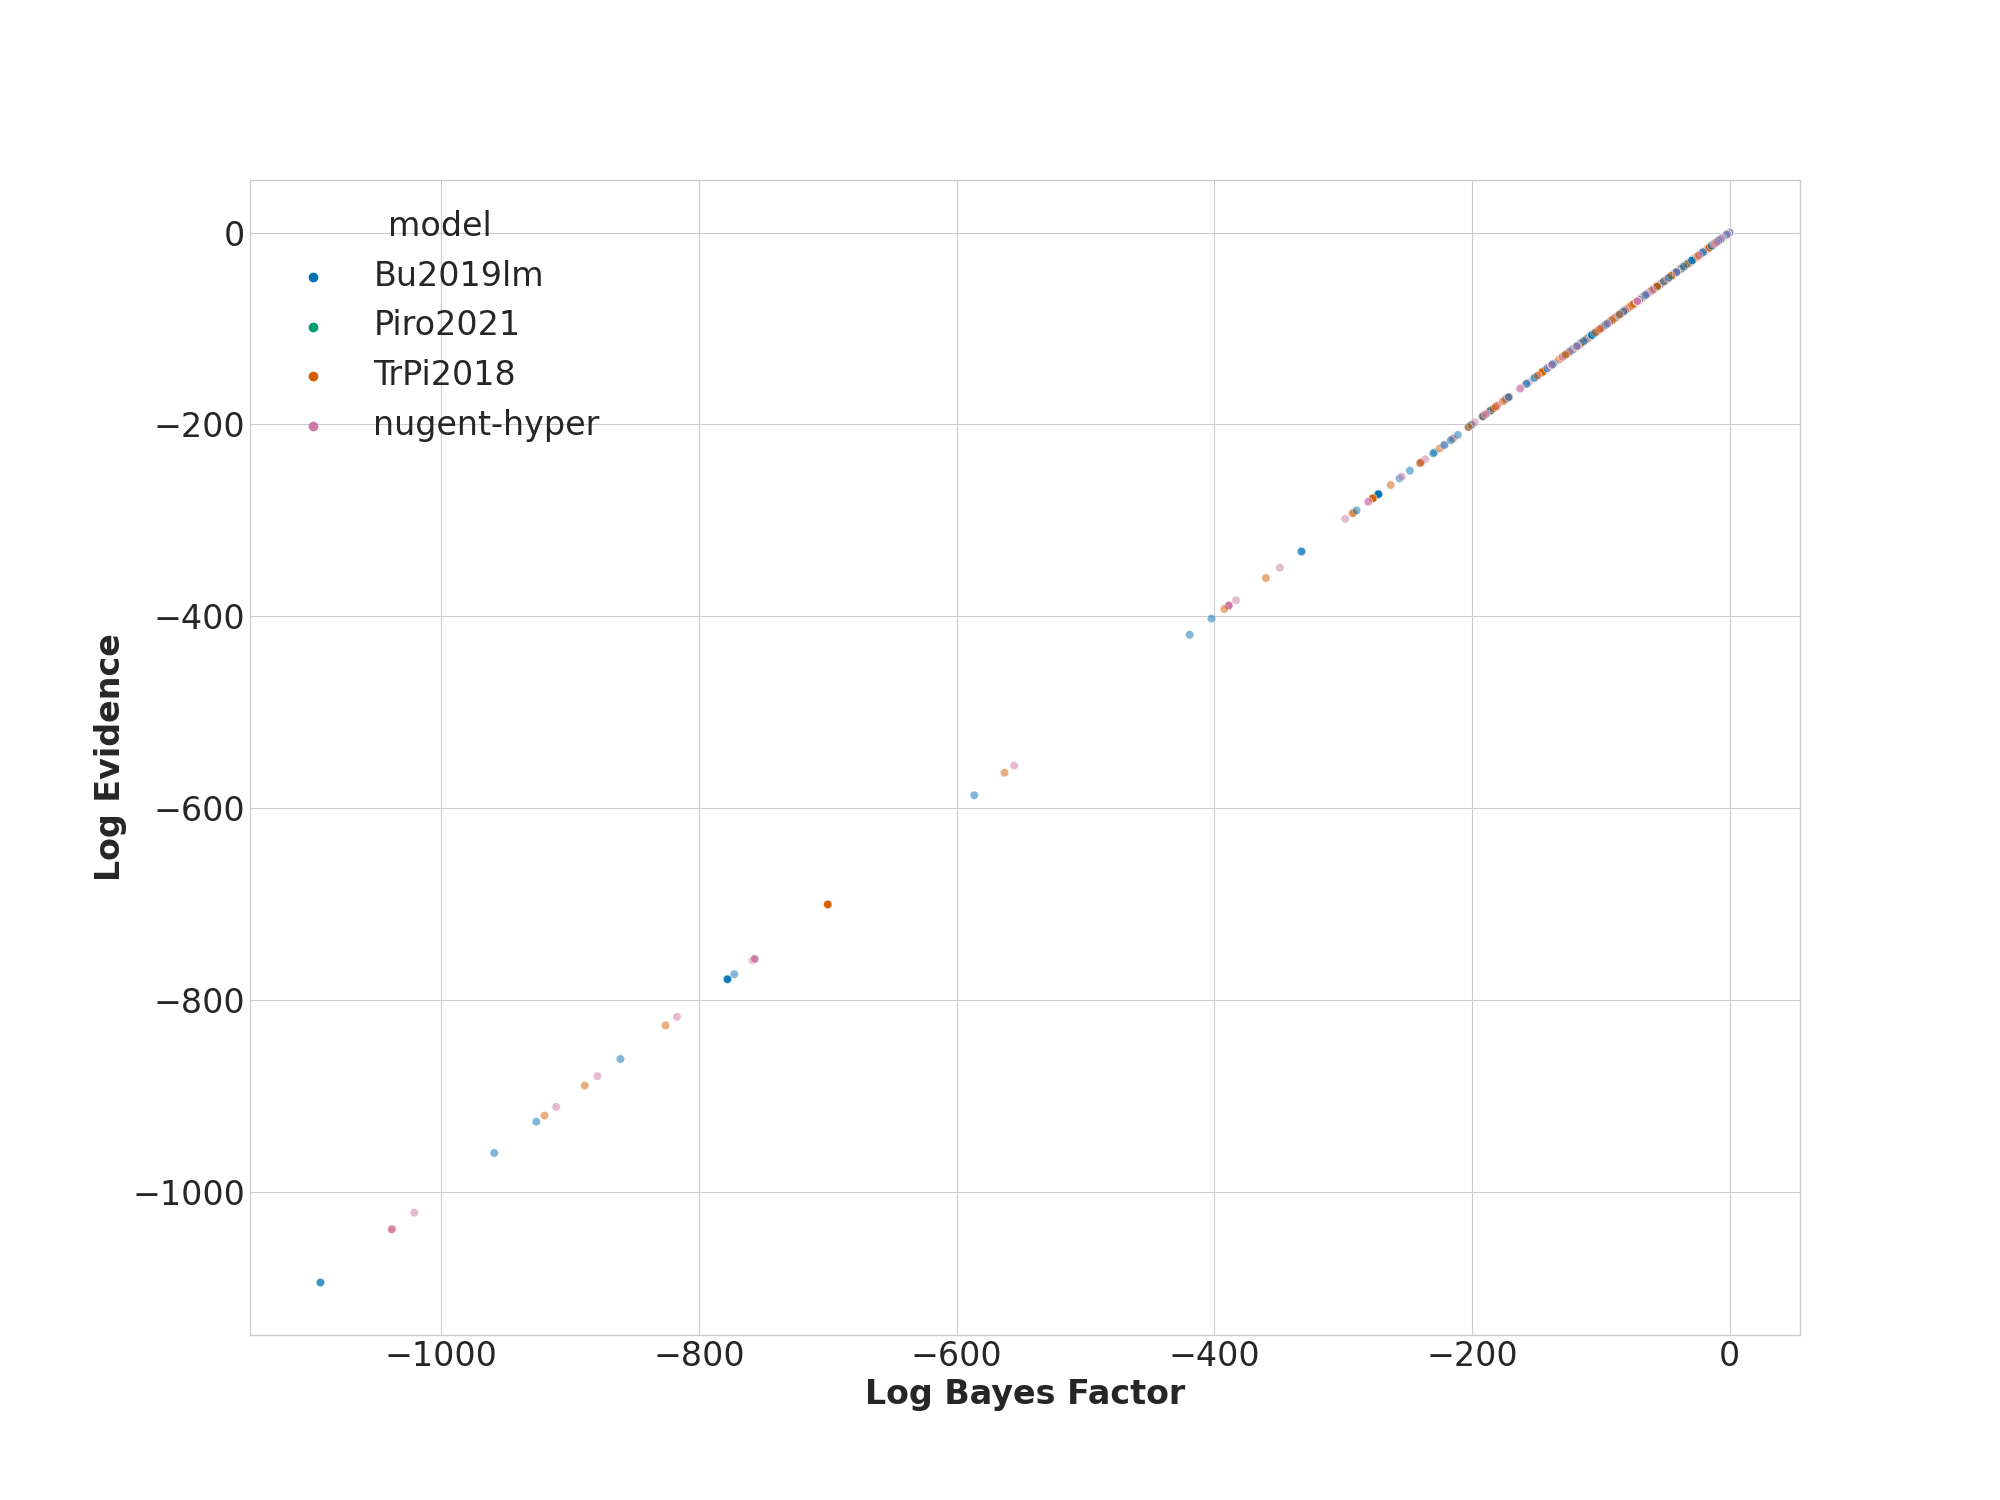 model
Bu2019lm
Piro2021
TrPi2018
nugent-hyper
0
−200
−400
−600
−800
−1000
Log Evidence
−1000 −800 −600 −400 −200 0
Log Bayes Factor